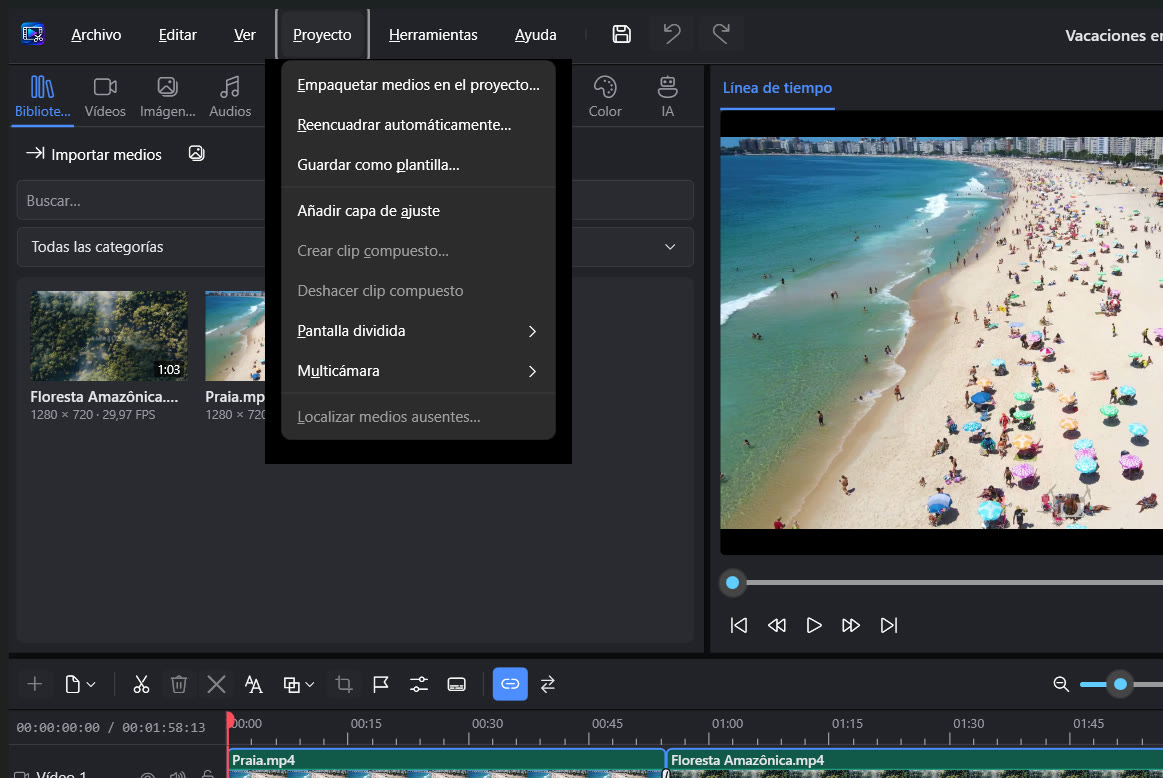 Archivo Editar Ver Proyecto Herramientas Ayuda Vacaciones
Bibliote... Vídeos Imágen... Audios Color IA
Línea de tiempo
Importar medios
Buscar...
Todas las categorías
Empaquetar medios en el proyecto...
Reencuadrar automáticamente...
Guardar como plantilla...
Añadir capa de ajuste
Crear clip compuesto...
Deshacer clip compuesto
Pantalla dividida
Multicámara
Localizar medios ausentes...
1:03
Floresta Amazônica.... Praia.mp
1280 × 720 · 29,97 FPS 1280 × 720
00:00:00:00 / 00:01:58:13
00:00 00:15 00:30 00:45 01:00 01:15 01:30 01:45
Praia.mp4 Floresta Amazônica.mp4
Vídeo 1